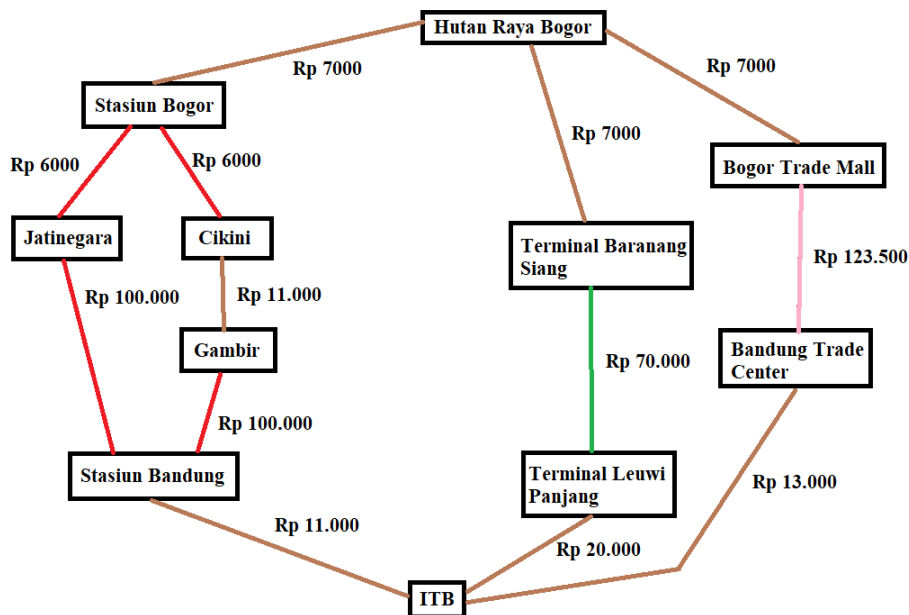 Hutan Raya Bogor
Rp 7000
Rp 7000
Rp 7000
Stasiun Bogor
Rp 6000
Rp 6000
Bogor Trade Mall
Jatinegara
Cikini
Terminal Baranang
Siang
Rp 123.500
Rp 100.000
Rp 11.000
Gambir
Rp 70.000
Bandung Trade
Center
Rp 100.000
Stasiun Bandung
Terminal Leuwi
Panjang
Rp 13.000
Rp 11.000
Rp 20.000
ITB